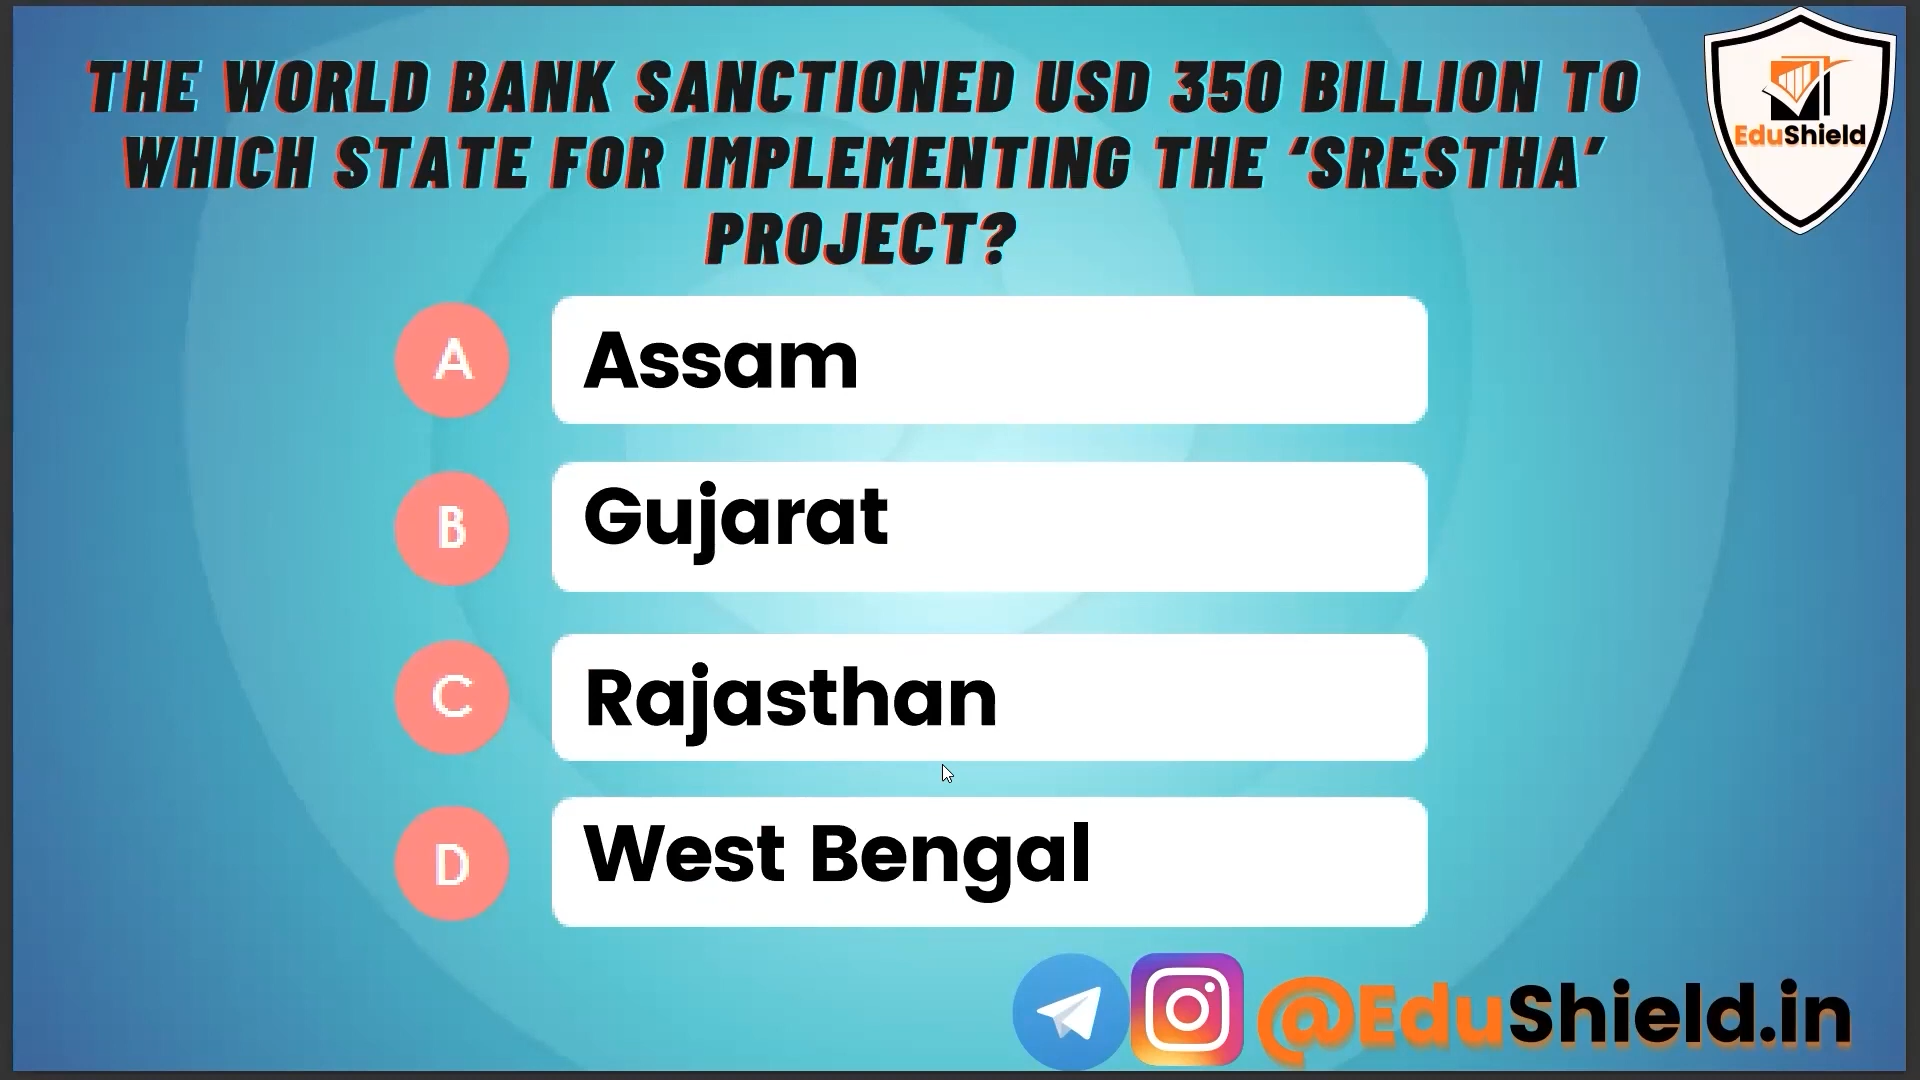 THE WORLD BANK SANCTIONED USD 350 BILLION TO
WHICH STATE FOR IMPLEMENTING THE ‘SRESTHA’
PROJECT?
EduShield
A
Assam
B
Gujarat
C
Rajasthan
D
West Bengal
@EduShield.in